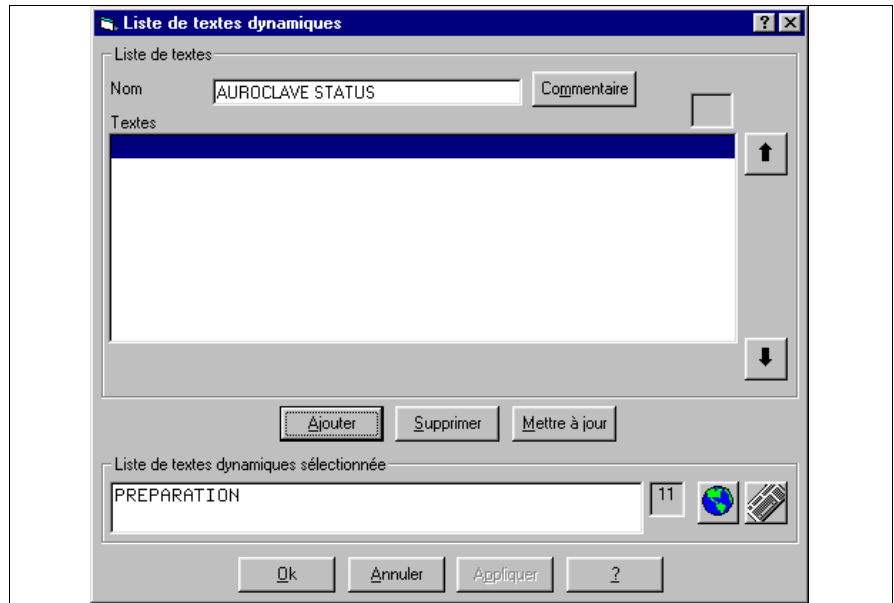 Liste de textes dynamiques
Liste de textes
Nom AUROCLAVE STATUS Commentaire
Textes
Ajouter Supprimer Mettre à jour
Liste de textes dynamiques sélectionnée
PREPARATION 11
Ok Annuler Appliquer ?